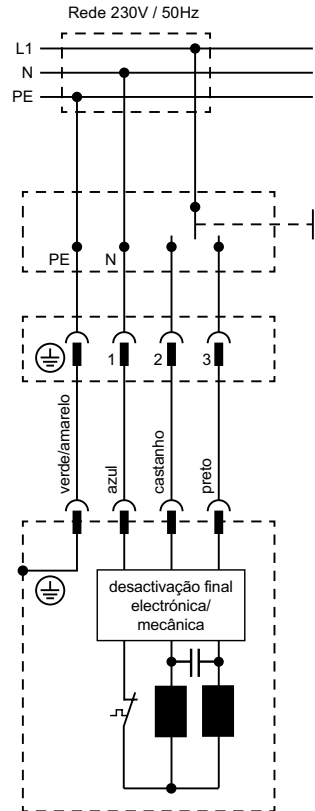 Rede 230V / 50Hz
L1
N
PE
PE
N
1
2
3
verde/amarelo
azul
castanho
preto
desactivação final
electrónica/
mecânica